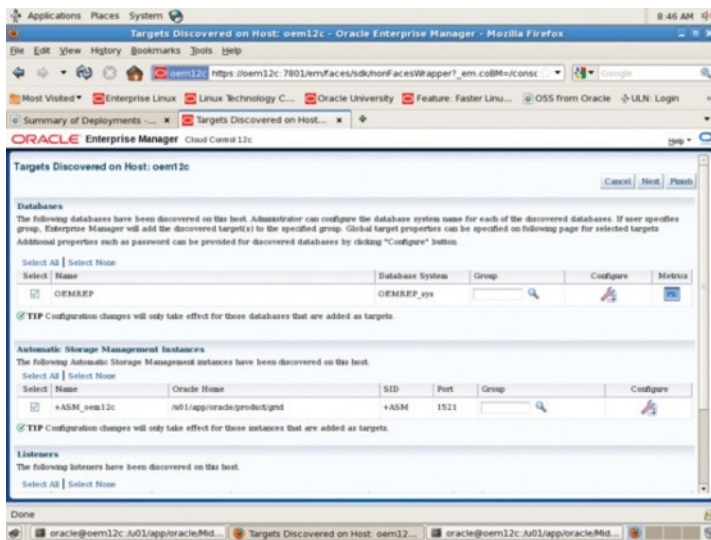 Applications Places System
8:46 AM
Targets Discovered on Host: oem12c - Oracle Enterprise Manager - Mozilla Firefox
File Edit View History Bookmarks Tools Help
oem12c https://oem12c:7801/em/faces/sdk/nonFacesWrapper?_em.coBM=/consc
Google
Most Visited Enterprise Linux Linux Technology C... Oracle University Feature: Faster Linu... OSS from Oracle ULN: Login
Summary of Deployments -... Targets Discovered on Host...
ORACLE Enterprise Manager Cloud Control 12c
Help
Targets Discovered on Host: oem12c
Cancel Next Finish
Databases
The following databases have been discovered on this host. Administrator can configure the database system name for each of the discovered databases. If user specifies
group, Enterprise Manager will add the discovered target(s) to the specified group. Global target properties can be specified on following page for selected targets
Additional properties such as password can be provided for discovered databases by clicking "Configure" button.
Select All | Select None
Select Name Database System Group Configure Metrics
OEMREP OEMREP_sys
TIP Configuration changes will only take effect for those databases that are added as targets.
Automatic Storage Management Instances
The following Automatic Storage Management instances have been discovered on this host.
Select All | Select None
Select Name Oracle Home SID Port Group Configure
+ASM_oem12c /u01/app/oracle/product/grid +ASM 1521
TIP Configuration changes will only take effect for those instances that are added as targets.
Listeners
The following listeners have been discovered on this host.
Select All | Select None
Done
oracle@oem12c:/u01/app/oracle/Mid... Targets Discovered on Host: oem12... oracle@oem12c:/u01/app/oracle/Mid...